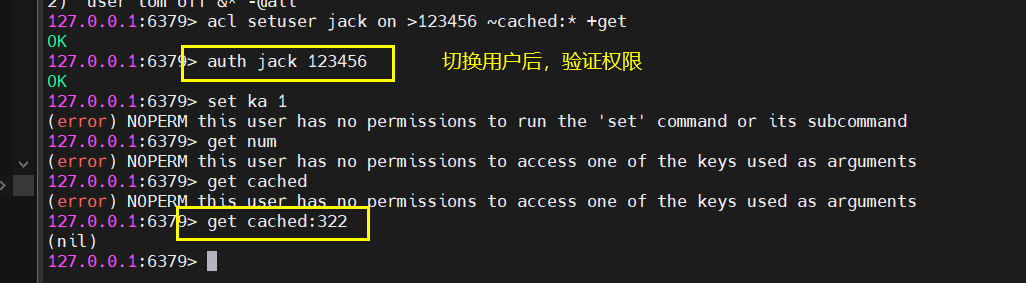 2) "user tom off &* -@all"
127.0.0.1:6379> acl setuser jack on >123456 ~cached:* +get
OK
127.0.0.1:6379> auth jack 123456 切换用户后，验证权限
OK
127.0.0.1:6379> set ka 1
(error) NOPERM this user has no permissions to run the 'set' command or its subcommand
127.0.0.1:6379> get num
(error) NOPERM this user has no permissions to access one of the keys used as arguments
127.0.0.1:6379> get cached
(error) NOPERM this user has no permissions to access one of the keys used as arguments
127.0.0.1:6379> get cached:322
(nil)
127.0.0.1:6379>